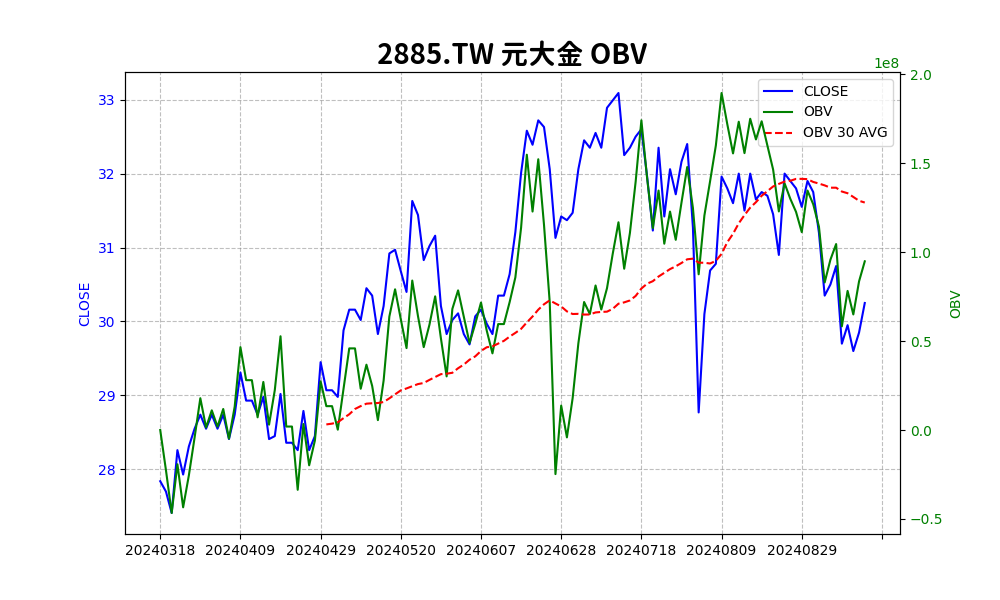 2885.TW 元大金 OBV
1e8
CLOSE
OBV
OBV 30 AVG
33
32
31
30
29
28
CLOSE
2.0
1.5
1.0
0.5
0.0
−0.5
OBV
20240318 20240409 20240429 20240520 20240607 20240628 20240718 20240809 20240829